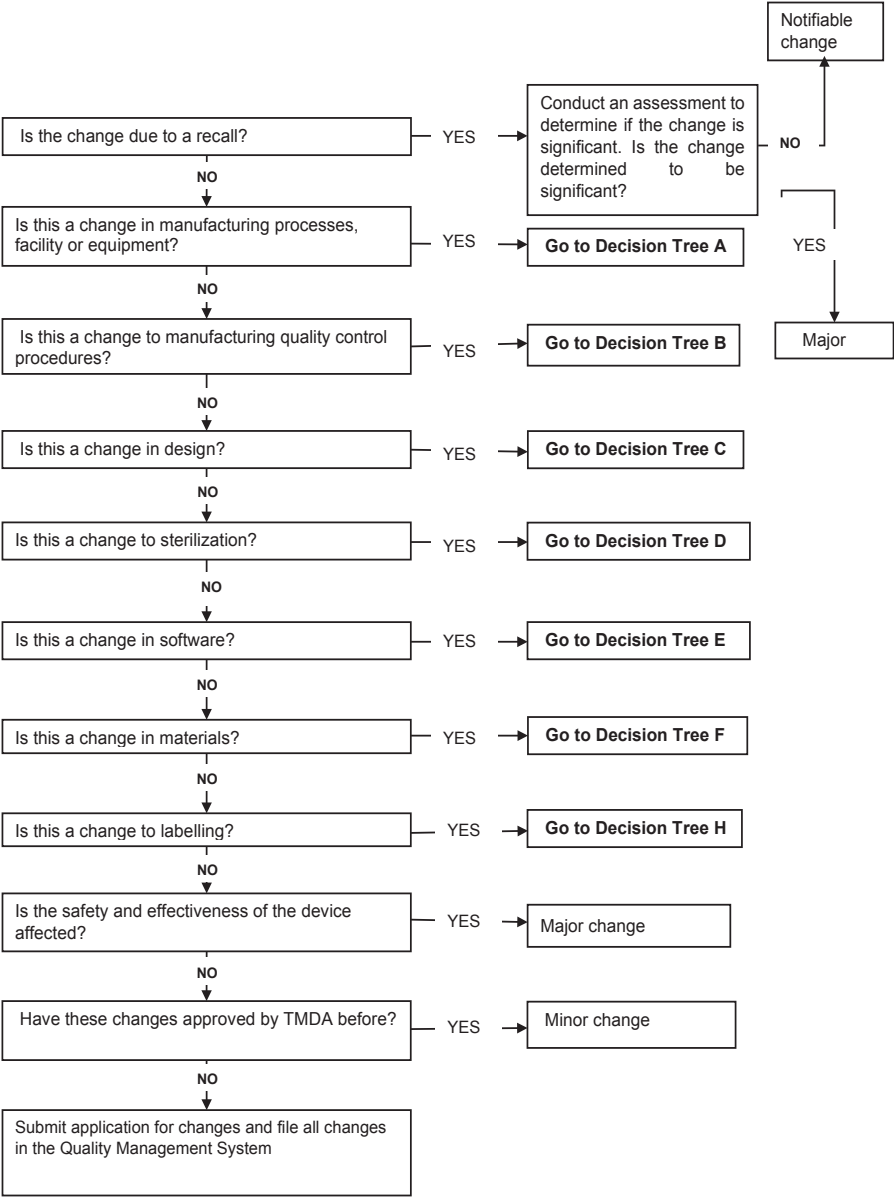 Notifiable
change
Is the change due to a recall?
YES
Conduct an assessment to
determine if the change is
significant. Is the change
determined to be
significant?
NO
YES
Major
NO
Is this a change in manufacturing processes,
facility or equipment?
YES
Go to Decision Tree A
NO
Is this a change to manufacturing quality control
procedures?
YES
Go to Decision Tree B
NO
Is this a change in design?
YES
Go to Decision Tree C
NO
Is this a change to sterilization?
YES
Go to Decision Tree D
NO
Is this a change in software?
YES
Go to Decision Tree E
NO
Is this a change in materials?
YES
Go to Decision Tree F
NO
Is this a change to labelling?
YES
Go to Decision Tree H
NO
Is the safety and effectiveness of the device
affected?
YES
Major change
NO
Have these changes approved by TMDA before?
YES
Minor change
NO
Submit application for changes and file all changes
in the Quality Management System